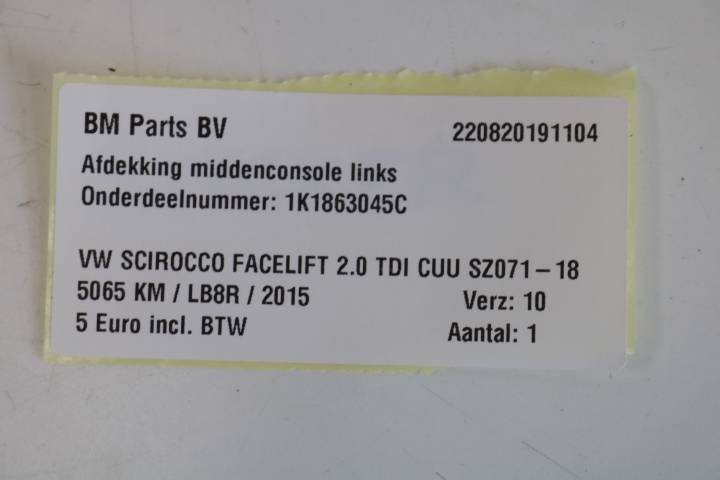 BM Parts BV 220820191104
Afdekking middenconsole links
Onderdeelnummer: 1K1863045C
VW SCIROCCO FACELIFT 2.0 TDI CUU SZ071-18
5065 KM / LB8R / 2015 Verz: 10
5 Euro incl. BTW Aantal: 1